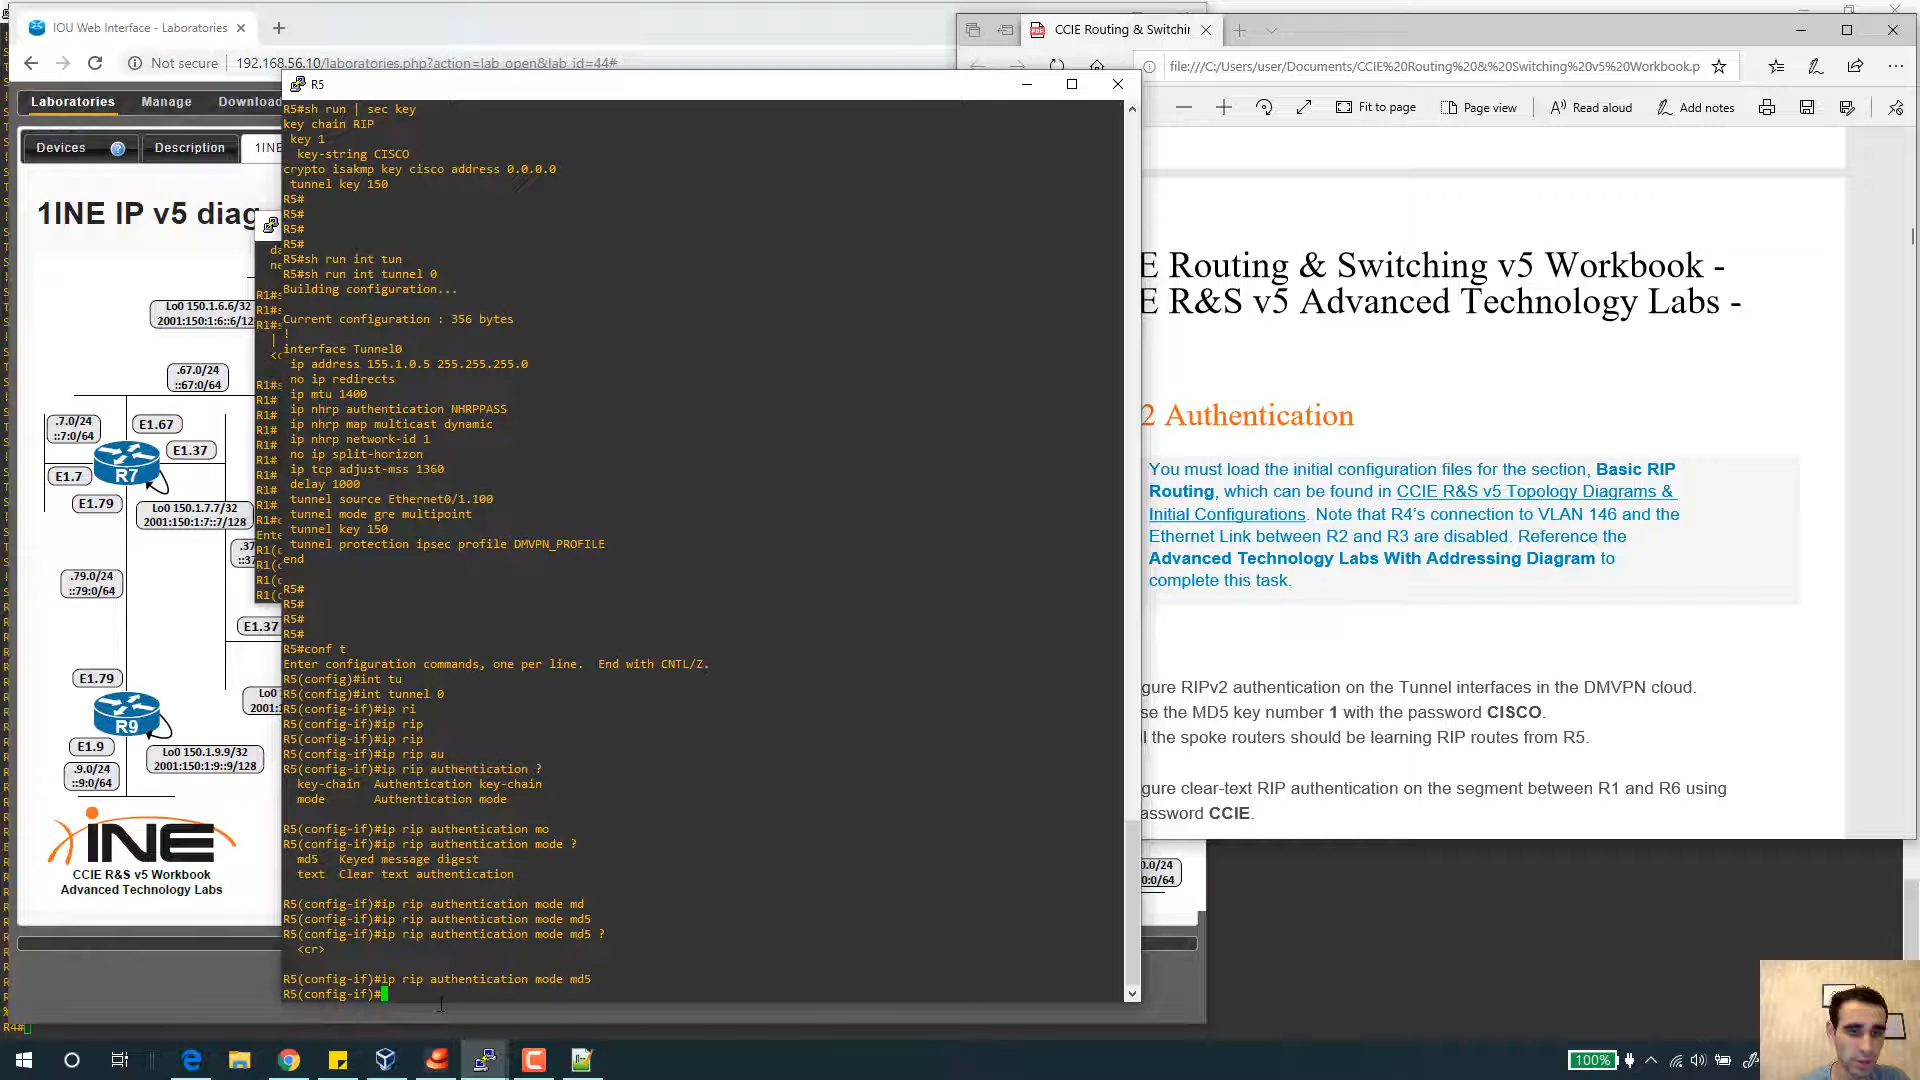 IOU Web Interface - Laboratories
Not secure
192.168.56.10/laboratories.php?action=lab_open&lab_id=44#
Laboratories
Manage
Download
Devices
Description
1INE
1INE IP v5 diag
Lo0 150.1.6.6/32
2001:150:1:6::6/12
.67.0/24
::67:0/64
.7.0/24
::7:0/64
E1.67
E1.37
R7
E1.7
E1.79
Lo0 150.1.7.7/32
2001:150:1:7::7/128
.79.0/24
::79:0/64
E1.37
E1.79
R9
E1.9
.9.0/24
::9:0/64
Lo0 150.1.9.9/32
2001:150:1:9::9/128
INE
CCIE R&S v5 Workbook
Advanced Technology Labs
R4#
R5
R5#sh run | sec key
key chain RIP
key 1
key-string CISCO
crypto isakmp key cisco address 0.0.0.0
tunnel key 150
R5#
R5#
R5#
R5#
R5#sh run int tun
R5#sh run int tunnel 0
Building configuration...
Current configuration : 356 bytes
!
interface Tunnel0
ip address 155.1.0.5 255.255.255.0
no ip redirects
ip mtu 1400
ip nhrp authentication NHRPPASS
ip nhrp map multicast dynamic
ip nhrp network-id 1
no ip split-horizon
ip tcp adjust-mss 1360
delay 1000
tunnel source Ethernet0/1.100
tunnel mode gre multipoint
tunnel key 150
tunnel protection ipsec profile DMVPN_PROFILE
end
R5#
R5#
R5#
R5#
R5#conf t
Enter configuration commands, one per line.  End with CNTL/Z.
R5(config)#int tu
R5(config)#int tunnel 0
R5(config-if)#ip ri
R5(config-if)#ip rip
R5(config-if)#ip rip
R5(config-if)#ip rip au
R5(config-if)#ip rip authentication ?
key-chain  Authentication key-chain
mode       Authentication mode
R5(config-if)#ip rip authentication mo
R5(config-if)#ip rip authentication mode ?
md5   Keyed message digest
text  Clear text authentication
R5(config-if)#ip rip authentication mode md
R5(config-if)#ip rip authentication mode md5
R5(config-if)#ip rip authentication mode md5 ?
<cr>
R5(config-if)#ip rip authentication mode md5
R5(config-if)#
CCIE Routing & Switchin
file:///C:/Users/user/Documents/CCIE%20Routing%20&%20Switching%20v5%20Workbook.p
Fit to page
Page view
Read aloud
Add notes
E Routing & Switching v5 Workbook -
E R&S v5 Advanced Technology Labs -
2 Authentication
You must load the initial configuration files for the section, Basic RIP
Routing, which can be found in CCIE R&S v5 Topology Diagrams &
Initial Configurations. Note that R4's connection to VLAN 146 and the
Ethernet Link between R2 and R3 are disabled. Reference the
Advanced Technology Labs With Addressing Diagram to
complete this task.
gure RIPv2 authentication on the Tunnel interfaces in the DMVPN cloud.
se the MD5 key number 1 with the password CISCO.
l the spoke routers should be learning RIP routes from R5.
gure clear-text RIP authentication on the segment between R1 and R6 using
assword CCIE.
0.0/24
0:0/64
100%